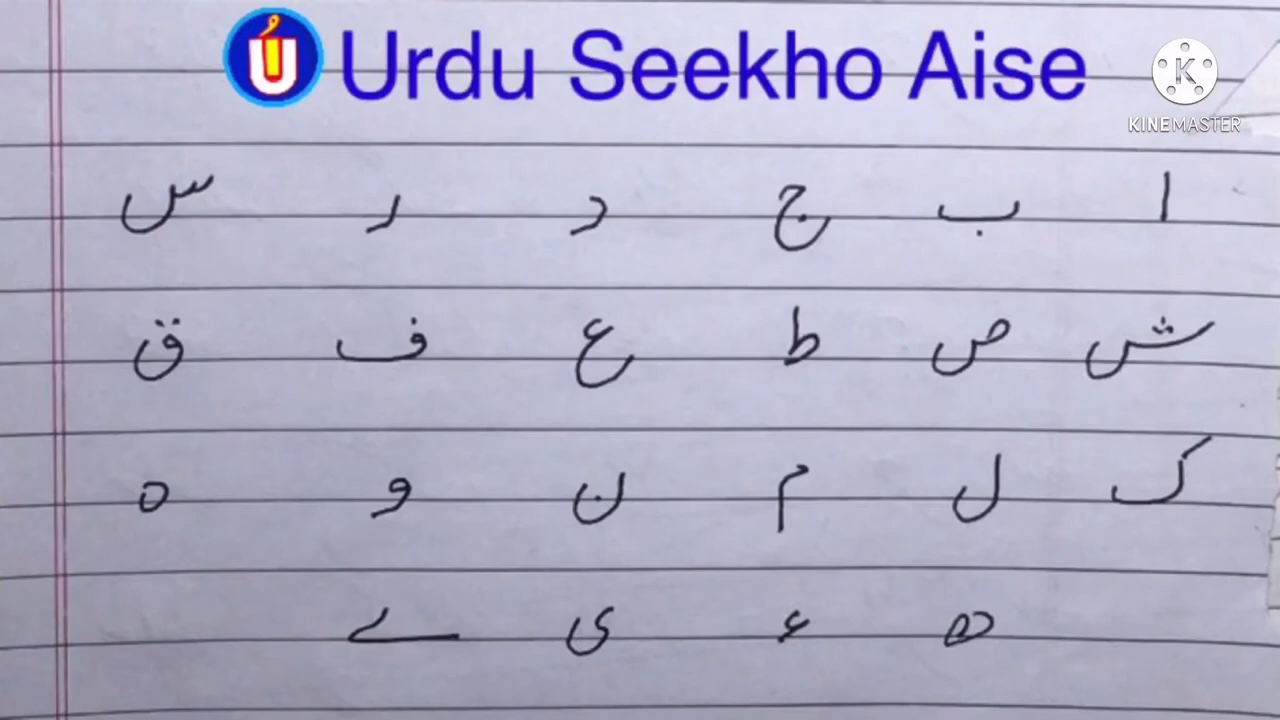 Urdu Seekho Aise
KINEMASTER
ا ب ج د ر س
ش ص ط ع ف ق
ک ل م ن و ہ
ھ ء ی ے